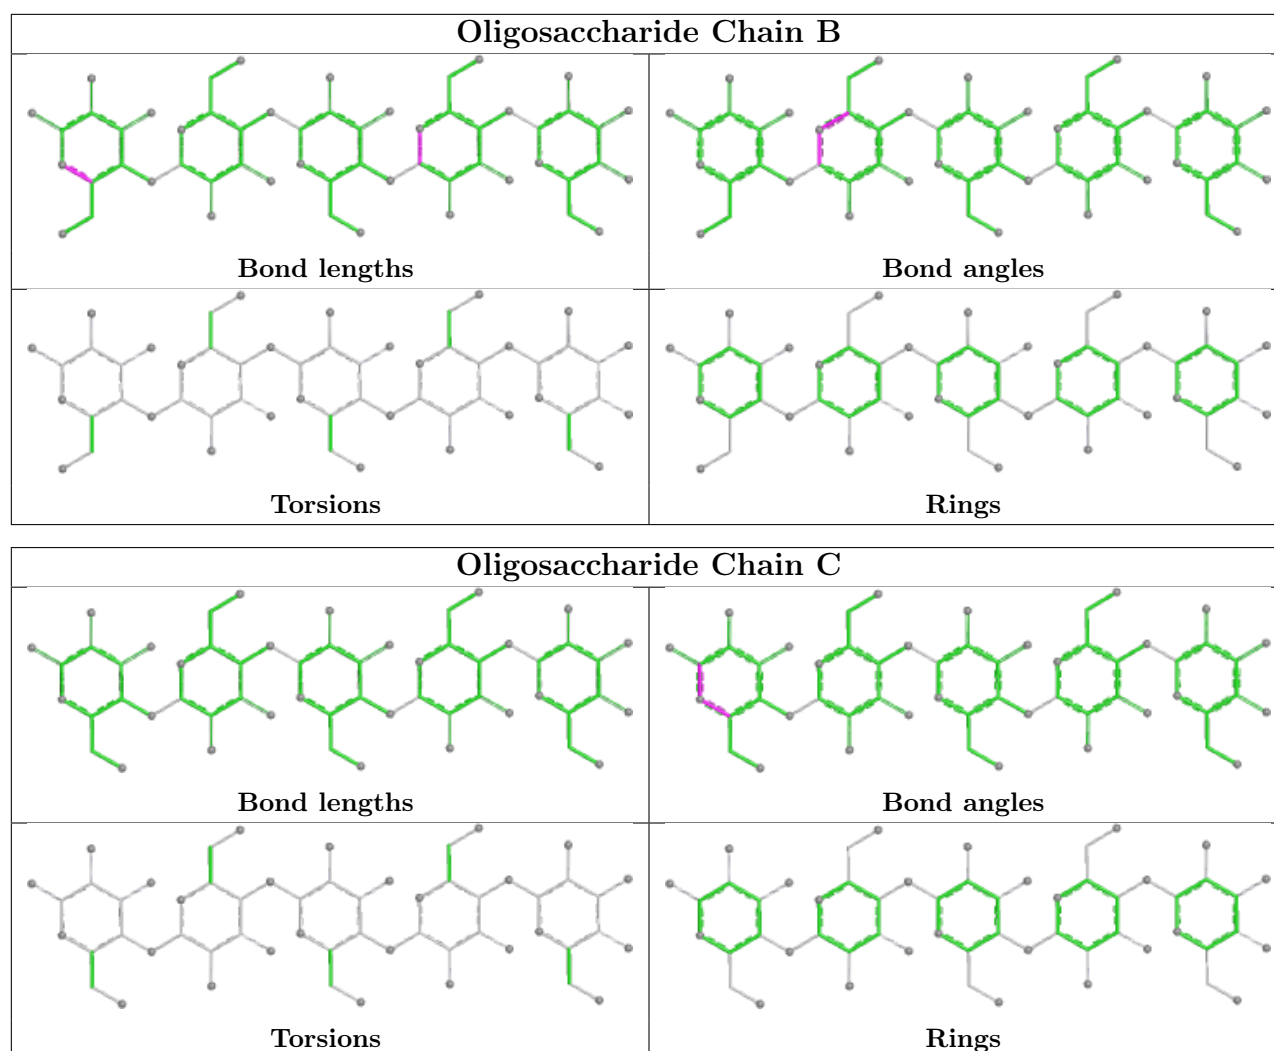 Oligosaccharide Chain B
Bond lengths
Bond angles
Torsions
Rings
Oligosaccharide Chain C
Bond lengths
Bond angles
Torsions
Rings